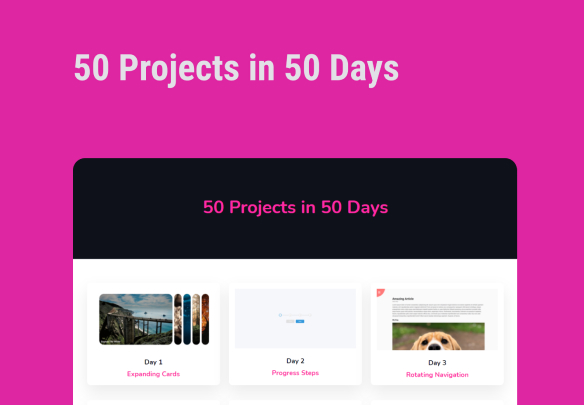 50 Projects in 50 Days
50 Projects in 50 Days
Day 1
Expanding Cards
Day 2
Progress Steps
Day 3
Rotating Navigation